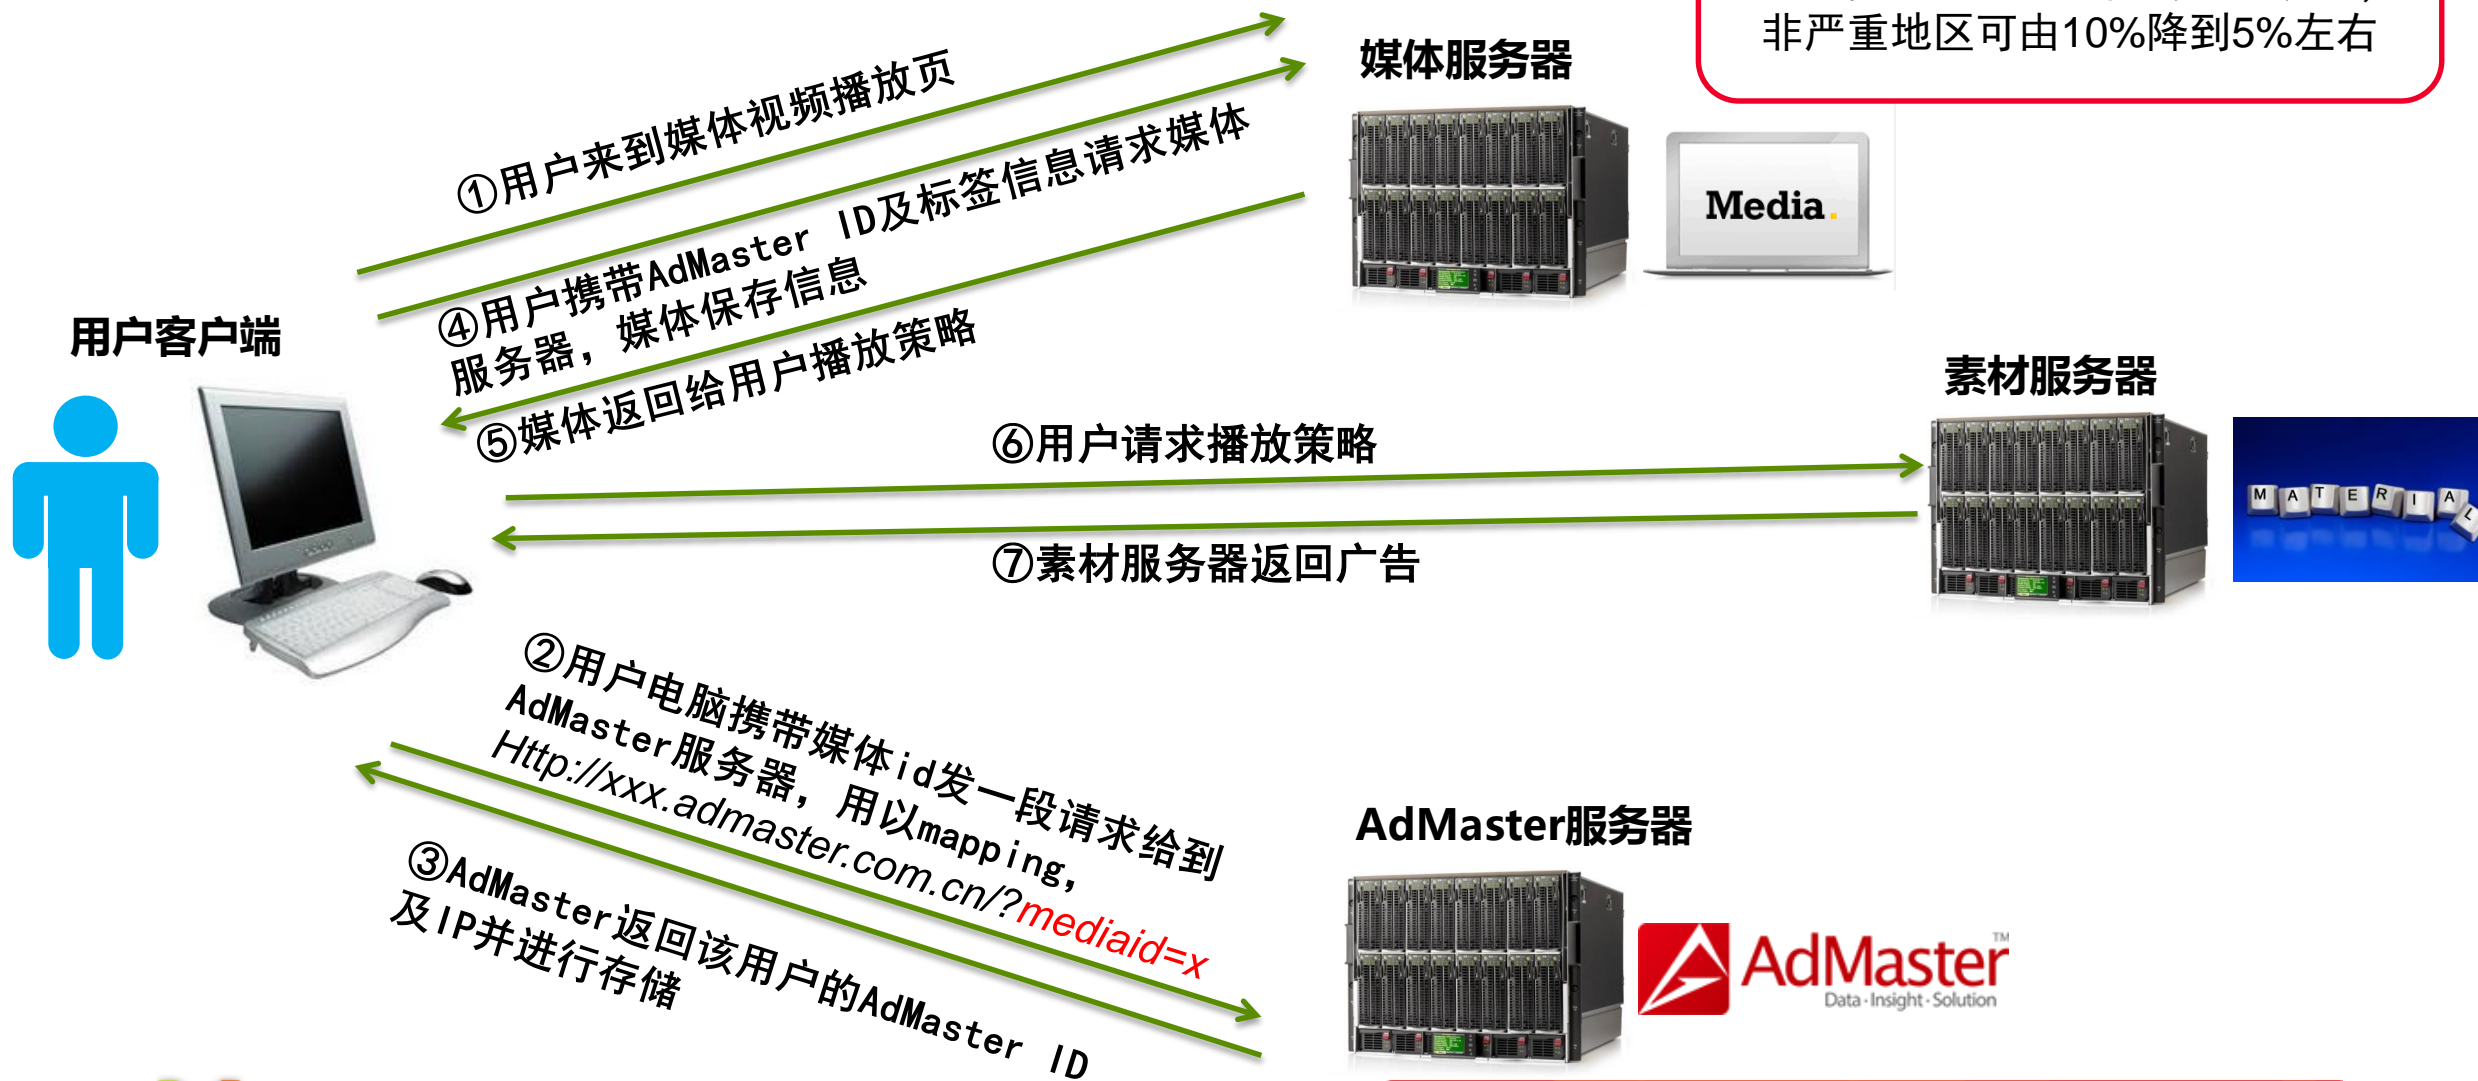 非严重地区可由10%降到5%左右
媒体服务器
①用户来到媒体视频播放页
Media.
④用户携带AdMaster ID及标签信息请求媒体
服务器，媒体保存信息
用户客户端
⑤媒体返回给用户播放策略
素材服务器
⑥用户请求播放策略
MATERIAL
⑦素材服务器返回广告
②用户电脑携带媒体id发一段请求给到
AdMaster服务器，用以mapping，
Http://xxx.admaster.com.cn/?mediaid=x
③AdMaster返回该用户的AdMaster ID
及IP并进行存储
AdMaster服务器
AdMaster™
Data·Insight·Solution